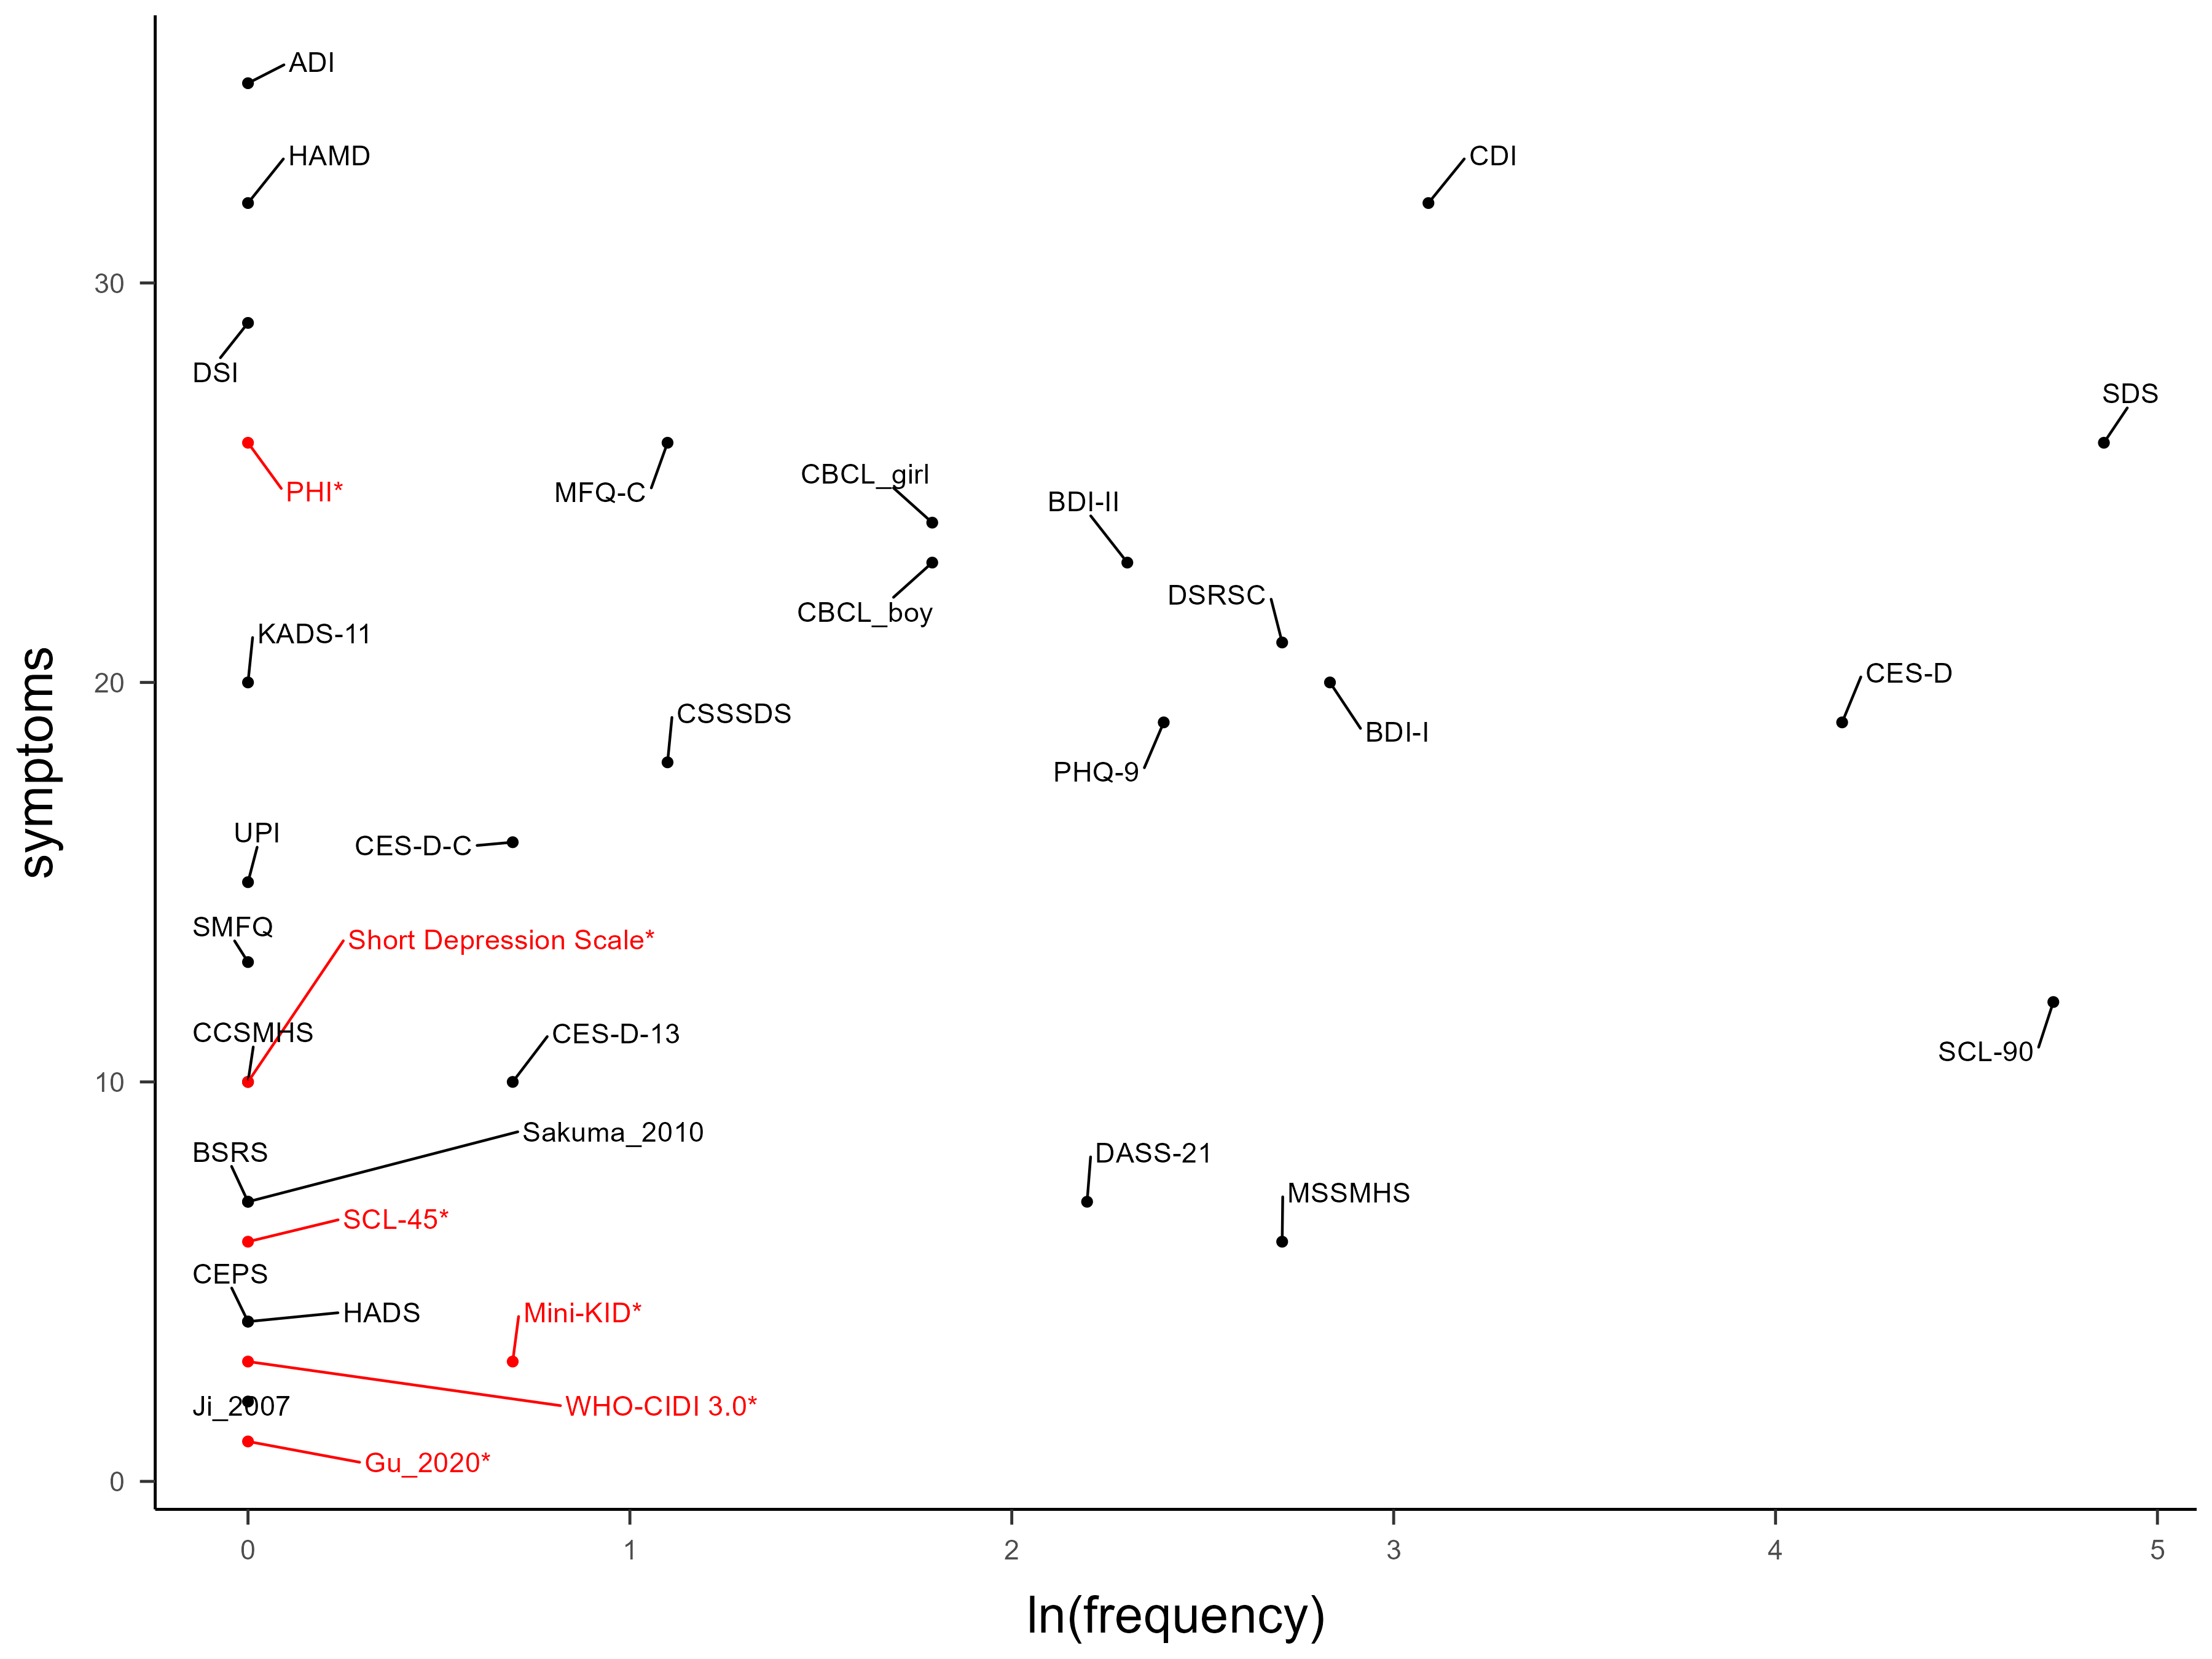 ADI
HAMD
CDI
30
DSI
SDS
PHI*
MFQ-C
CBCL_girl
BDI-II
CBCL_boy
DSRSC
KADS-11
20
CES-D
CSSSDS
BDI-I
PHQ-9
symptoms
UPI
CES-D-C
SMFQ
Short Depression Scale*
CCSMHS
CES-D-13
SCL-90
10
Sakuma_2010
BSRS
DASS-21
MSSMHS
SCL-45*
CEPS
HADS
Mini-KID*
Ji_2007
WHO-CIDI 3.0*
Gu_2020*
0
0 1 2 3 4 5
ln(frequency)